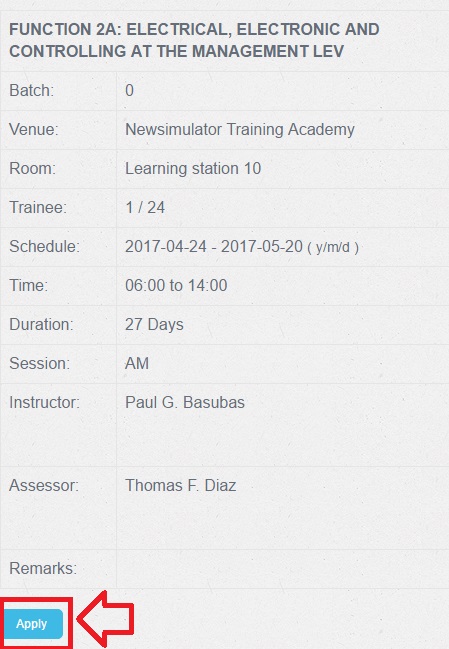 FUNCTION 2A: ELECTRICAL, ELECTRONIC AND
CONTROLLING AT THE MANAGEMENT LEV
Batch: 0
Venue: Newsimulator Training Academy
Room: Learning station 10
Trainee: 1 / 24
Schedule: 2017-04-24 - 2017-05-20 ( y/m/d )
Time: 06:00 to 14:00
Duration: 27 Days
Session: AM
Instructor: Paul G. Basubas
Assessor: Thomas F. Diaz
Remarks:
Apply